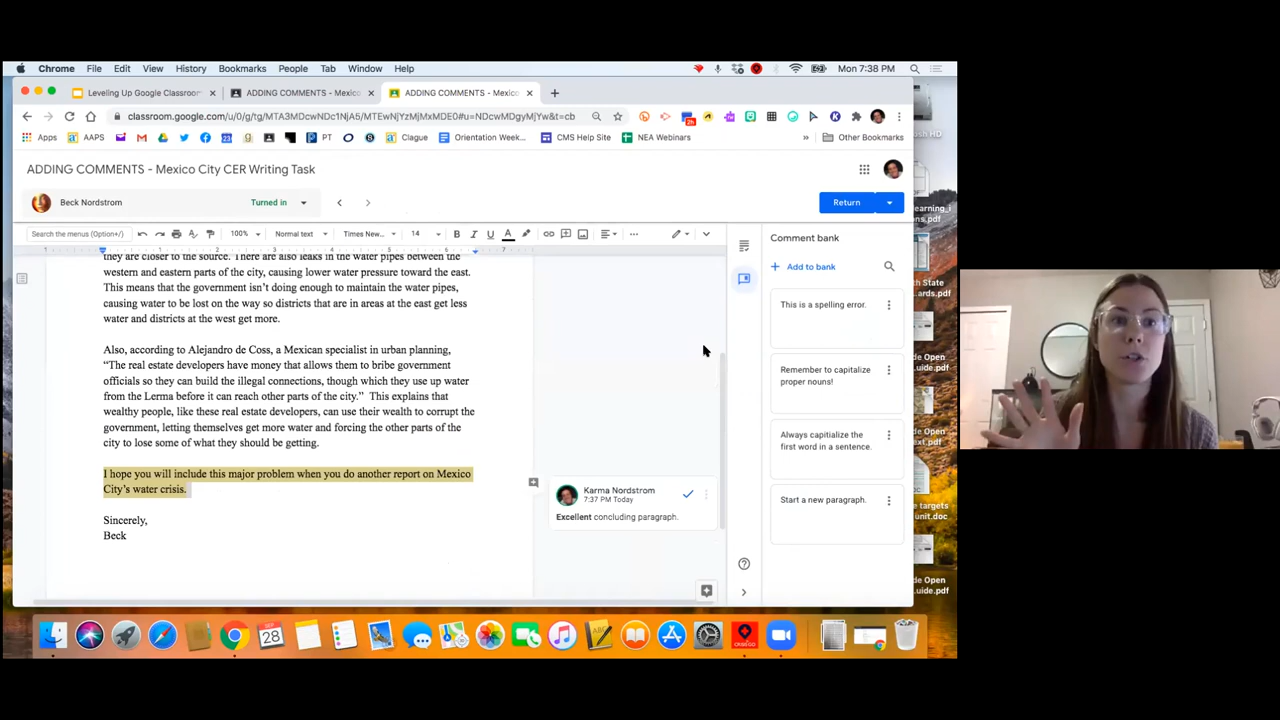 Chrome File Edit View History Bookmarks People Tab Window Help Mon 7:38 PM
Leveling Up Google Classroom × ADDING COMMENTS - Mexico × ADDING COMMENTS - Mexico × +
classroom.google.com/u/0/g/tg/MTA3MDcwNDc1NjA5/MTEwNjYzMjMxMDE0#u=NDcwMDgyMjYw&t=cb
Apps AAPS PT Clague Orientation Week... CMS Help Site NEA Webinars » Other Bookmarks
ADDING COMMENTS - Mexico City CER Writing Task
Beck Nordstrom Turned in Return
Search the menus (Option+/) 100% Normal text Times New... 14 B I U A
Comment bank
+ Add to bank
This is a spelling error.
Remember to capitalize
proper nouns!
Always capitialize the
first word in a sentence.
Start a new paragraph.
they are closer to the source. There are also leaks in the water pipes between the
western and eastern parts of the city, causing lower water pressure toward the east.
This means that the government isn't doing enough to maintain the water pipes,
causing water to be lost on the way so districts that are in areas at the east get less
water and districts at the west get more.
Also, according to Alejandro de Coss, a Mexican specialist in urban planning,
“The real estate developers have money that allows them to bribe government
officials so they can build the illegal connections, though which they use up water
from the Lerma before it can reach other parts of the city.” This explains that
wealthy people, like these real estate developers, can use their wealth to corrupt the
government, letting themselves get more water and forcing the other parts of the
city to lose some of what they should be getting.
I hope you will include this major problem when you do another report on Mexico
City's water crisis.
Sincerely,
Beck
Karma Nordstrom
7:37 PM Today
Excellent concluding paragraph.
SEP
28